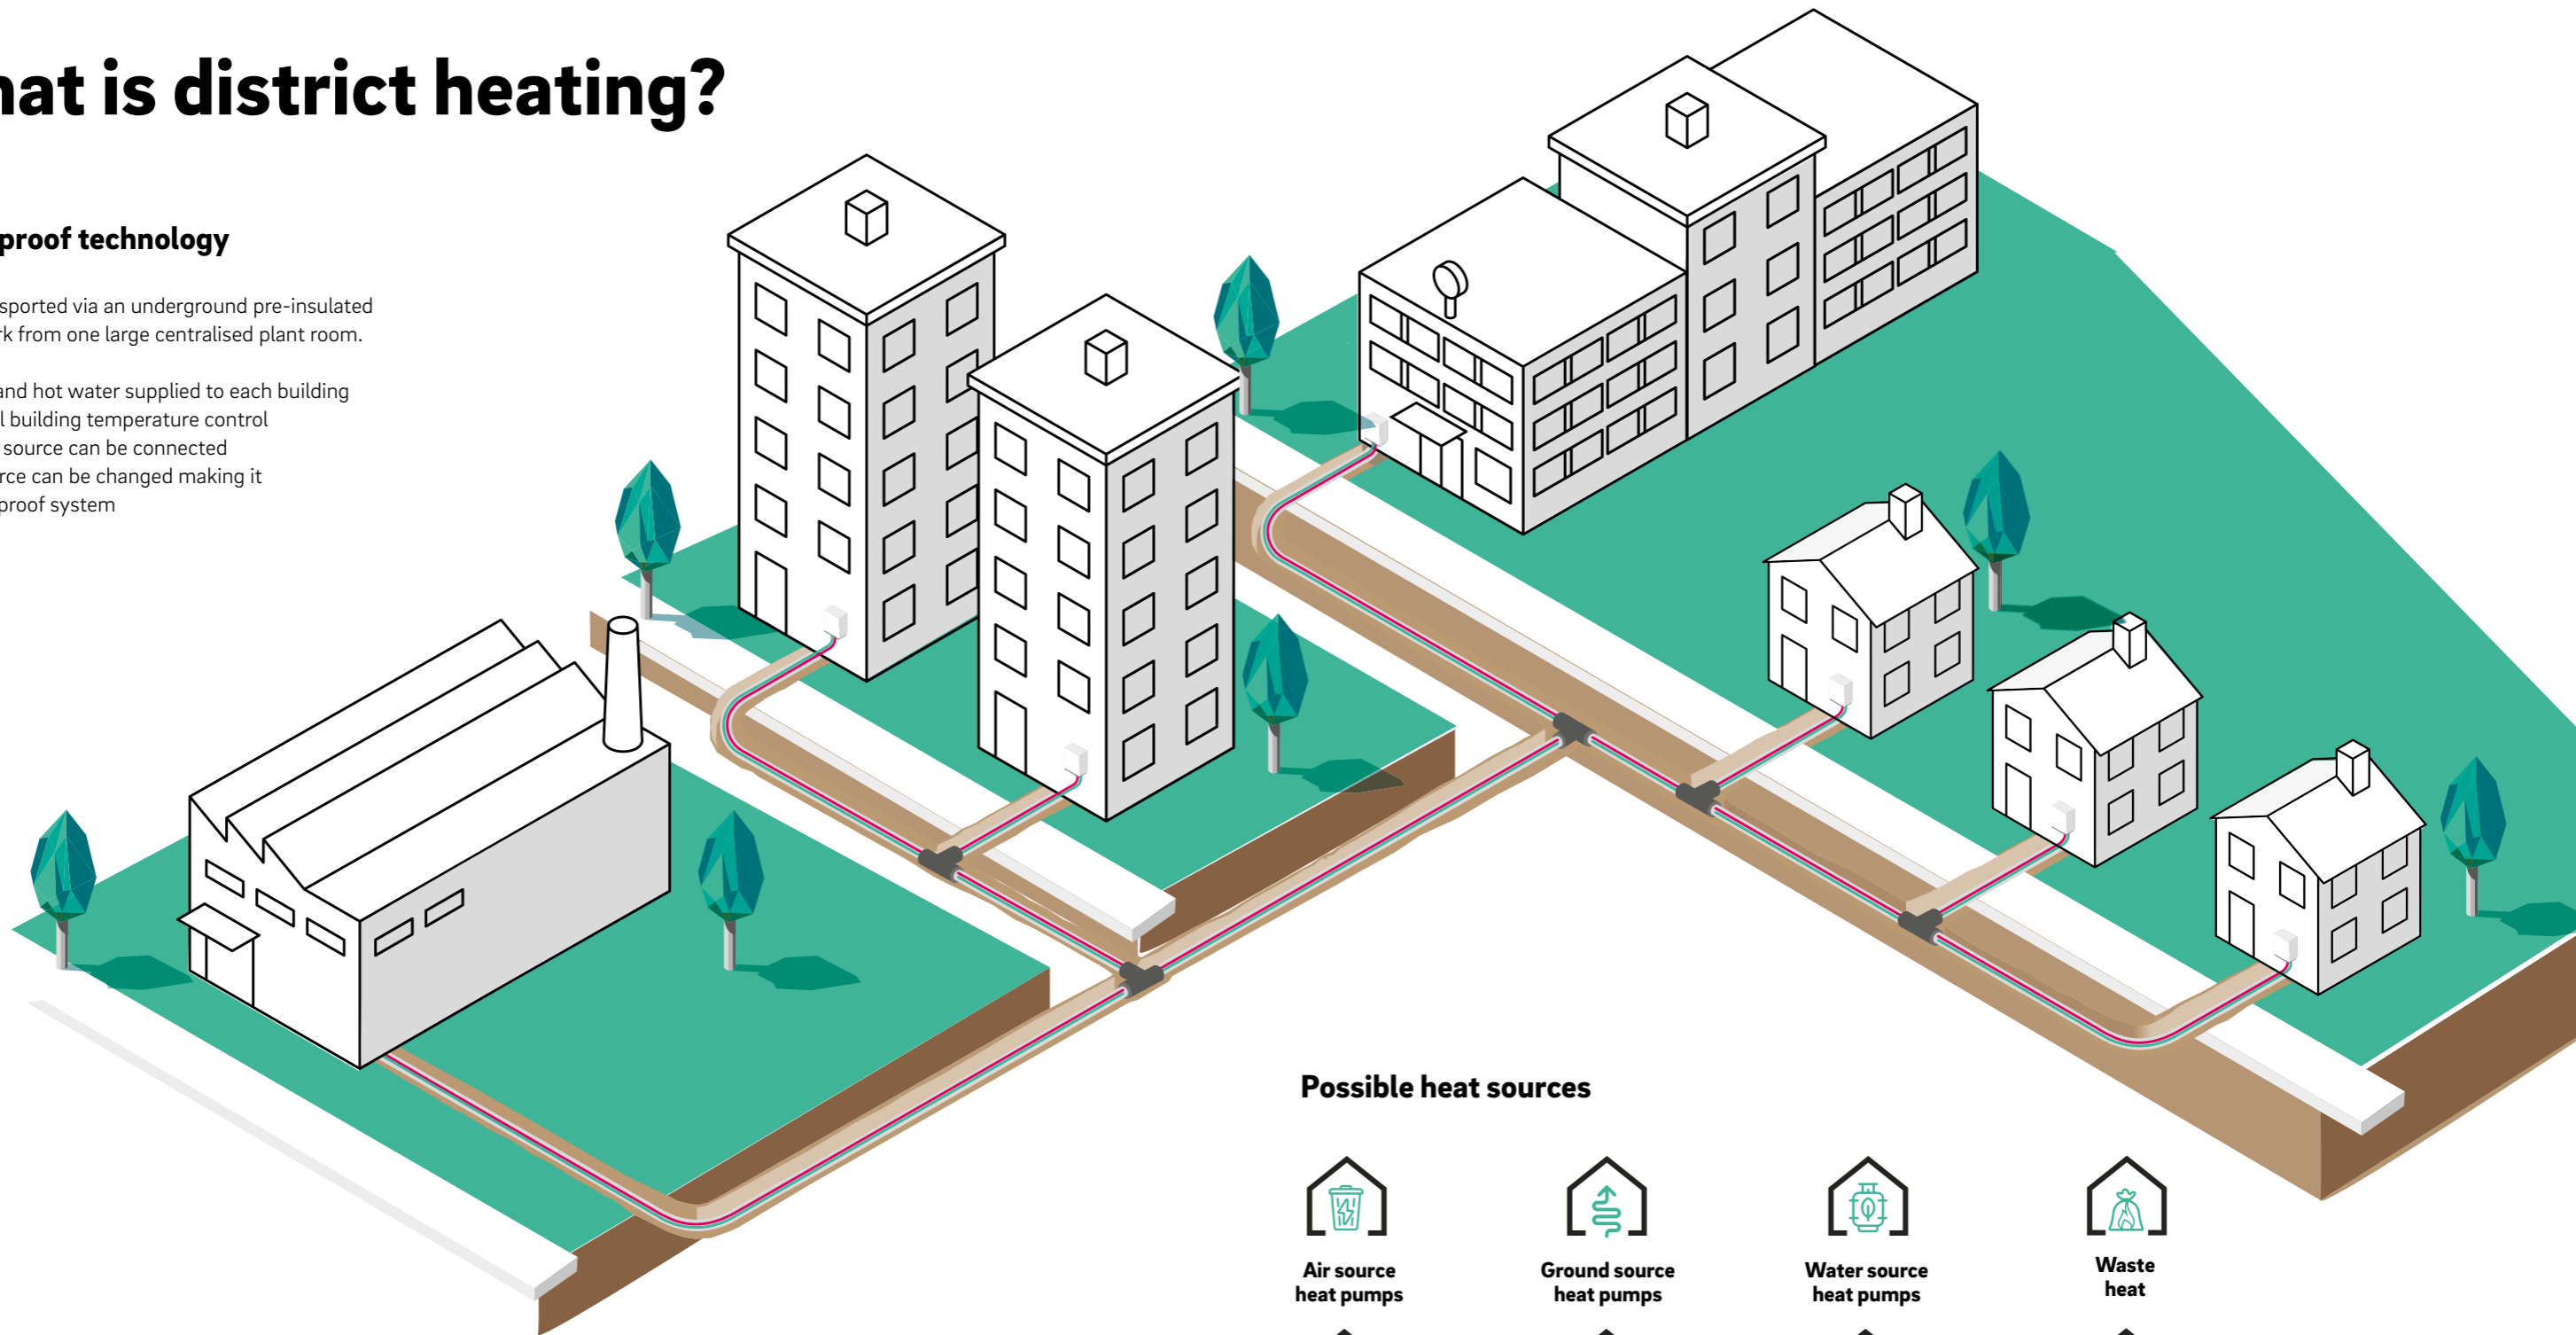 hat is district heating?
proof technology
sported via an underground pre-insulated
rk from one large centralised plant room.
and hot water supplied to each building
l building temperature control
source can be connected
rce can be changed making it
proof system
Possible heat sources
Air source
heat pumps
Ground source
heat pumps
Water source
heat pumps
Waste
heat